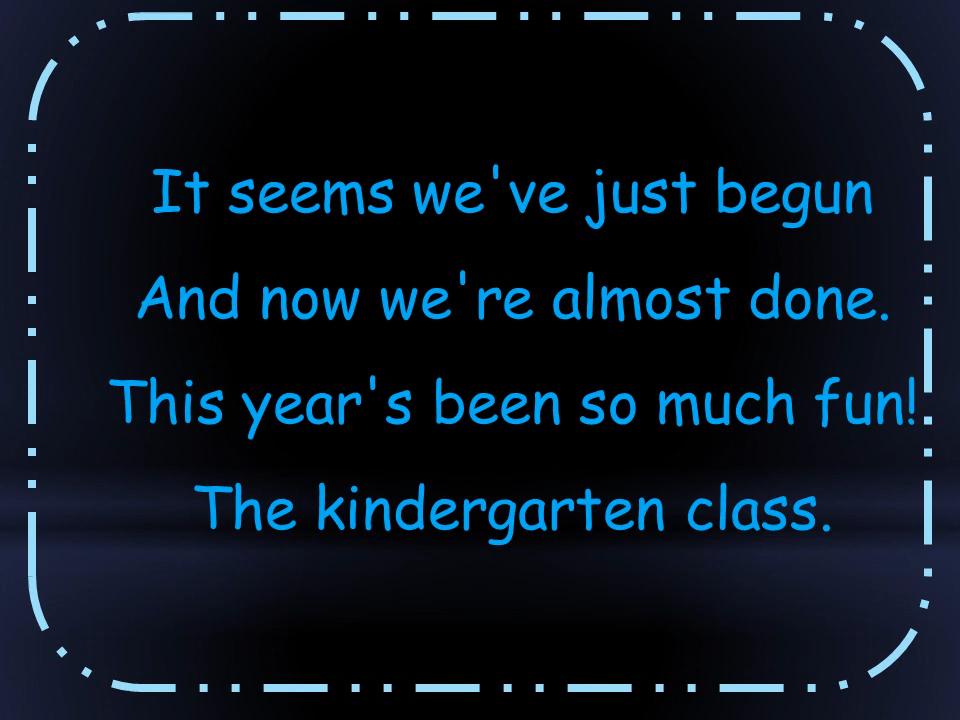 It seems we've just begun
And now we're almost done.
This year's been so much fun!
The kindergarten class.